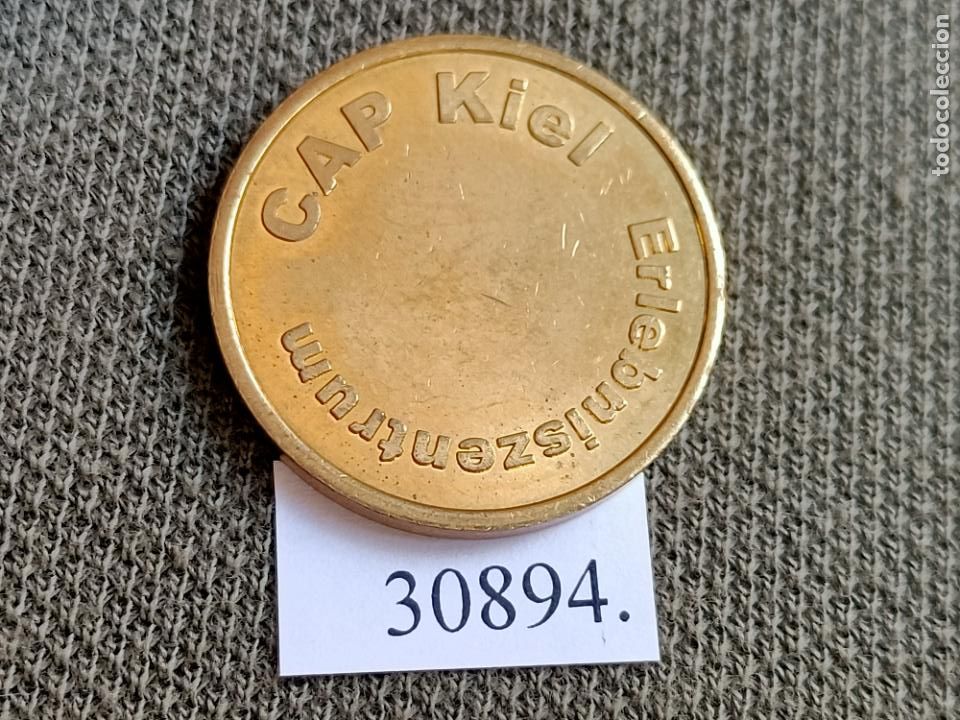 CAP Kiel Erlebniszentrum
30894.
todocoleccion